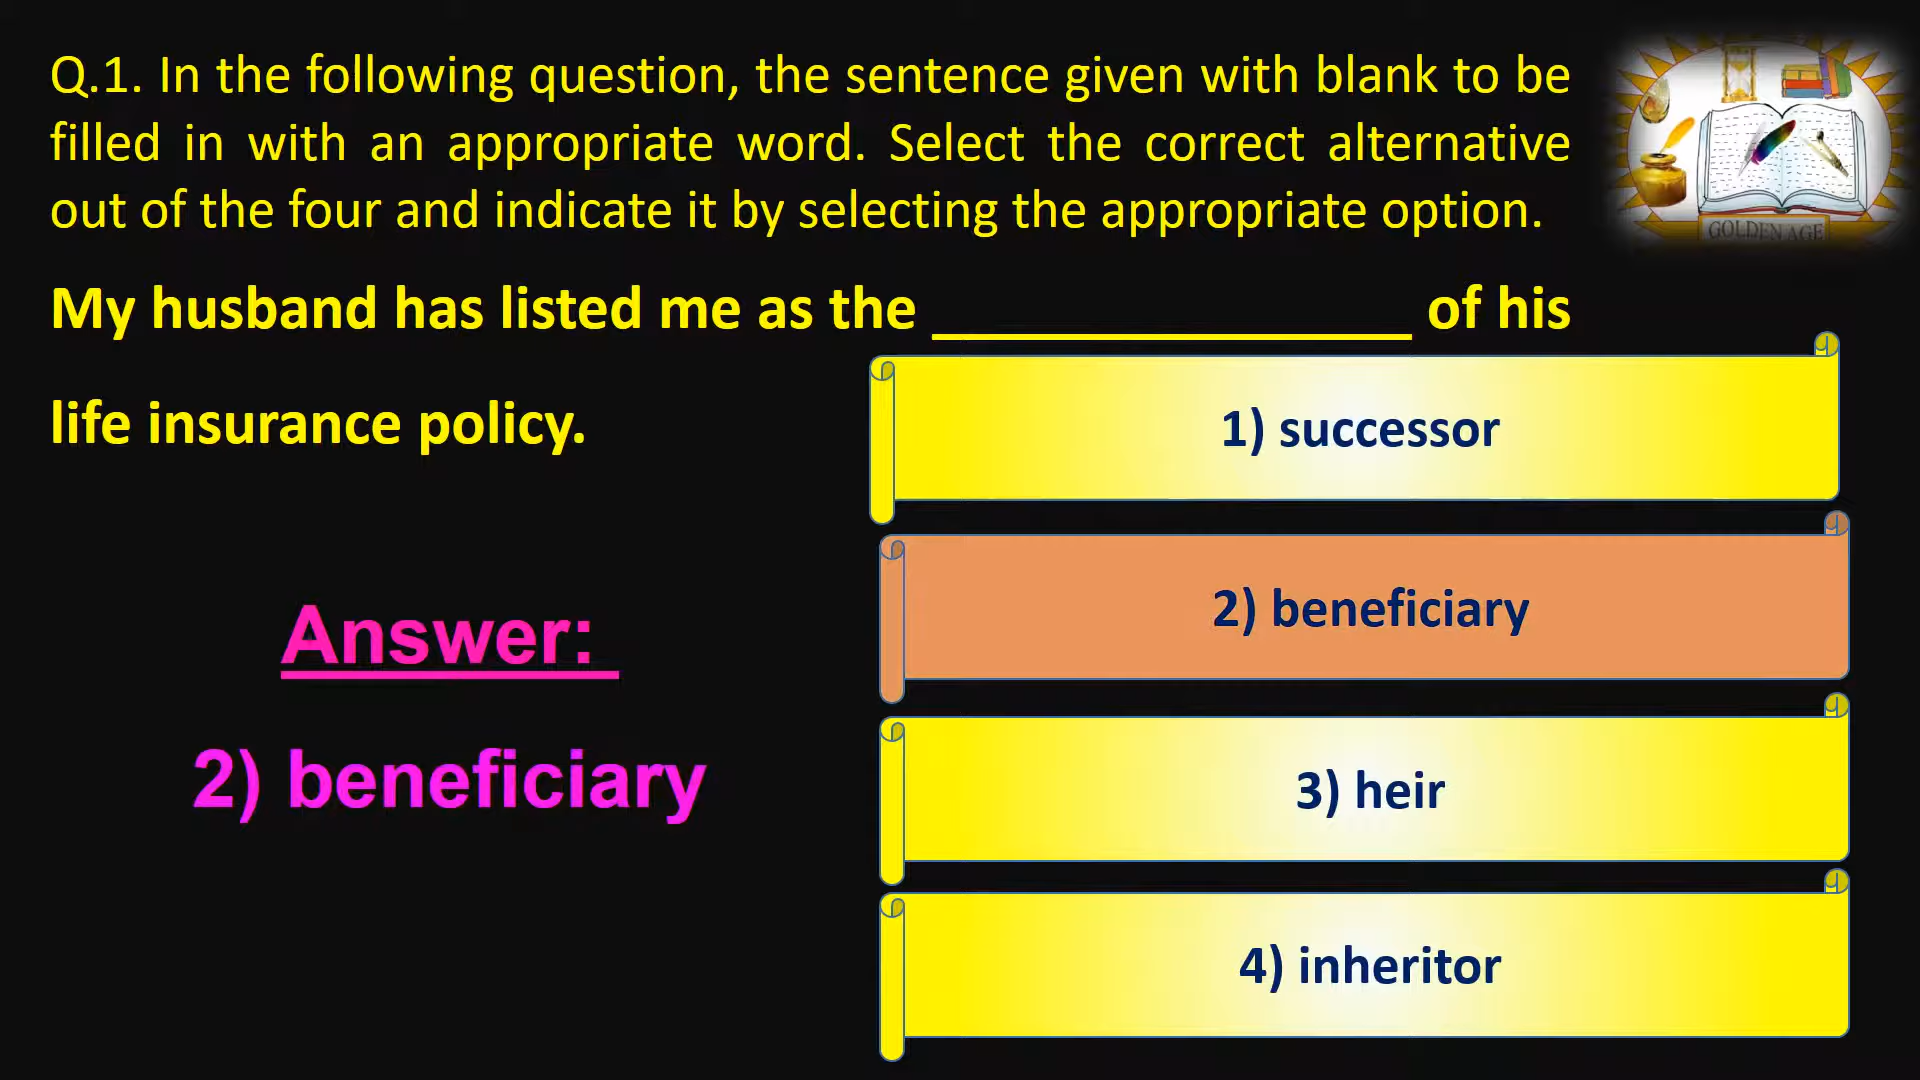 Q.1. In the following question, the sentence given with blank to be
filled in with an appropriate word. Select the correct alternative
out of the four and indicate it by selecting the appropriate option.
GOLDEN AGE
My husband has listed me as the ________________ of his
life insurance policy.
1) successor
2) beneficiary
3) heir
4) inheritor
Answer:
2) beneficiary